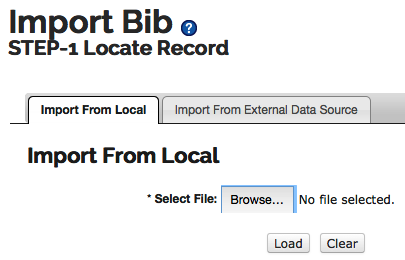 Import Bib ?
STEP-1 Locate Record
Import From Local Import From External Data Source
Import From Local
* Select File: Browse... No file selected.
Load Clear